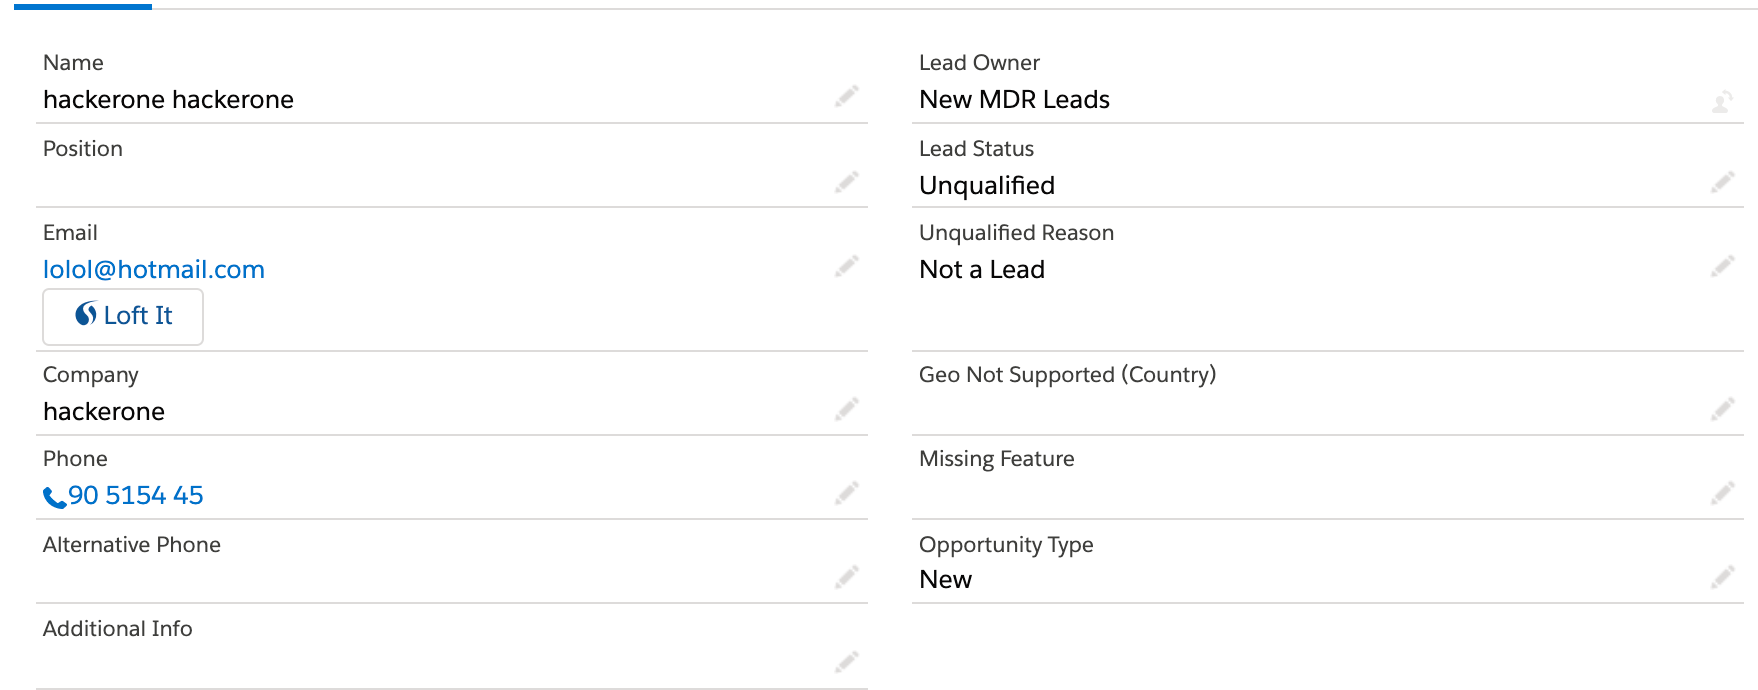 Name
hackerone hackerone
Position
Email
lolol@hotmail.com
Loft It
Company
hackerone
Phone
90 5154 45
Alternative Phone
Additional Info
Lead Owner
New MDR Leads
Lead Status
Unqualified
Unqualified Reason
Not a Lead
Geo Not Supported (Country)
Missing Feature
Opportunity Type
New